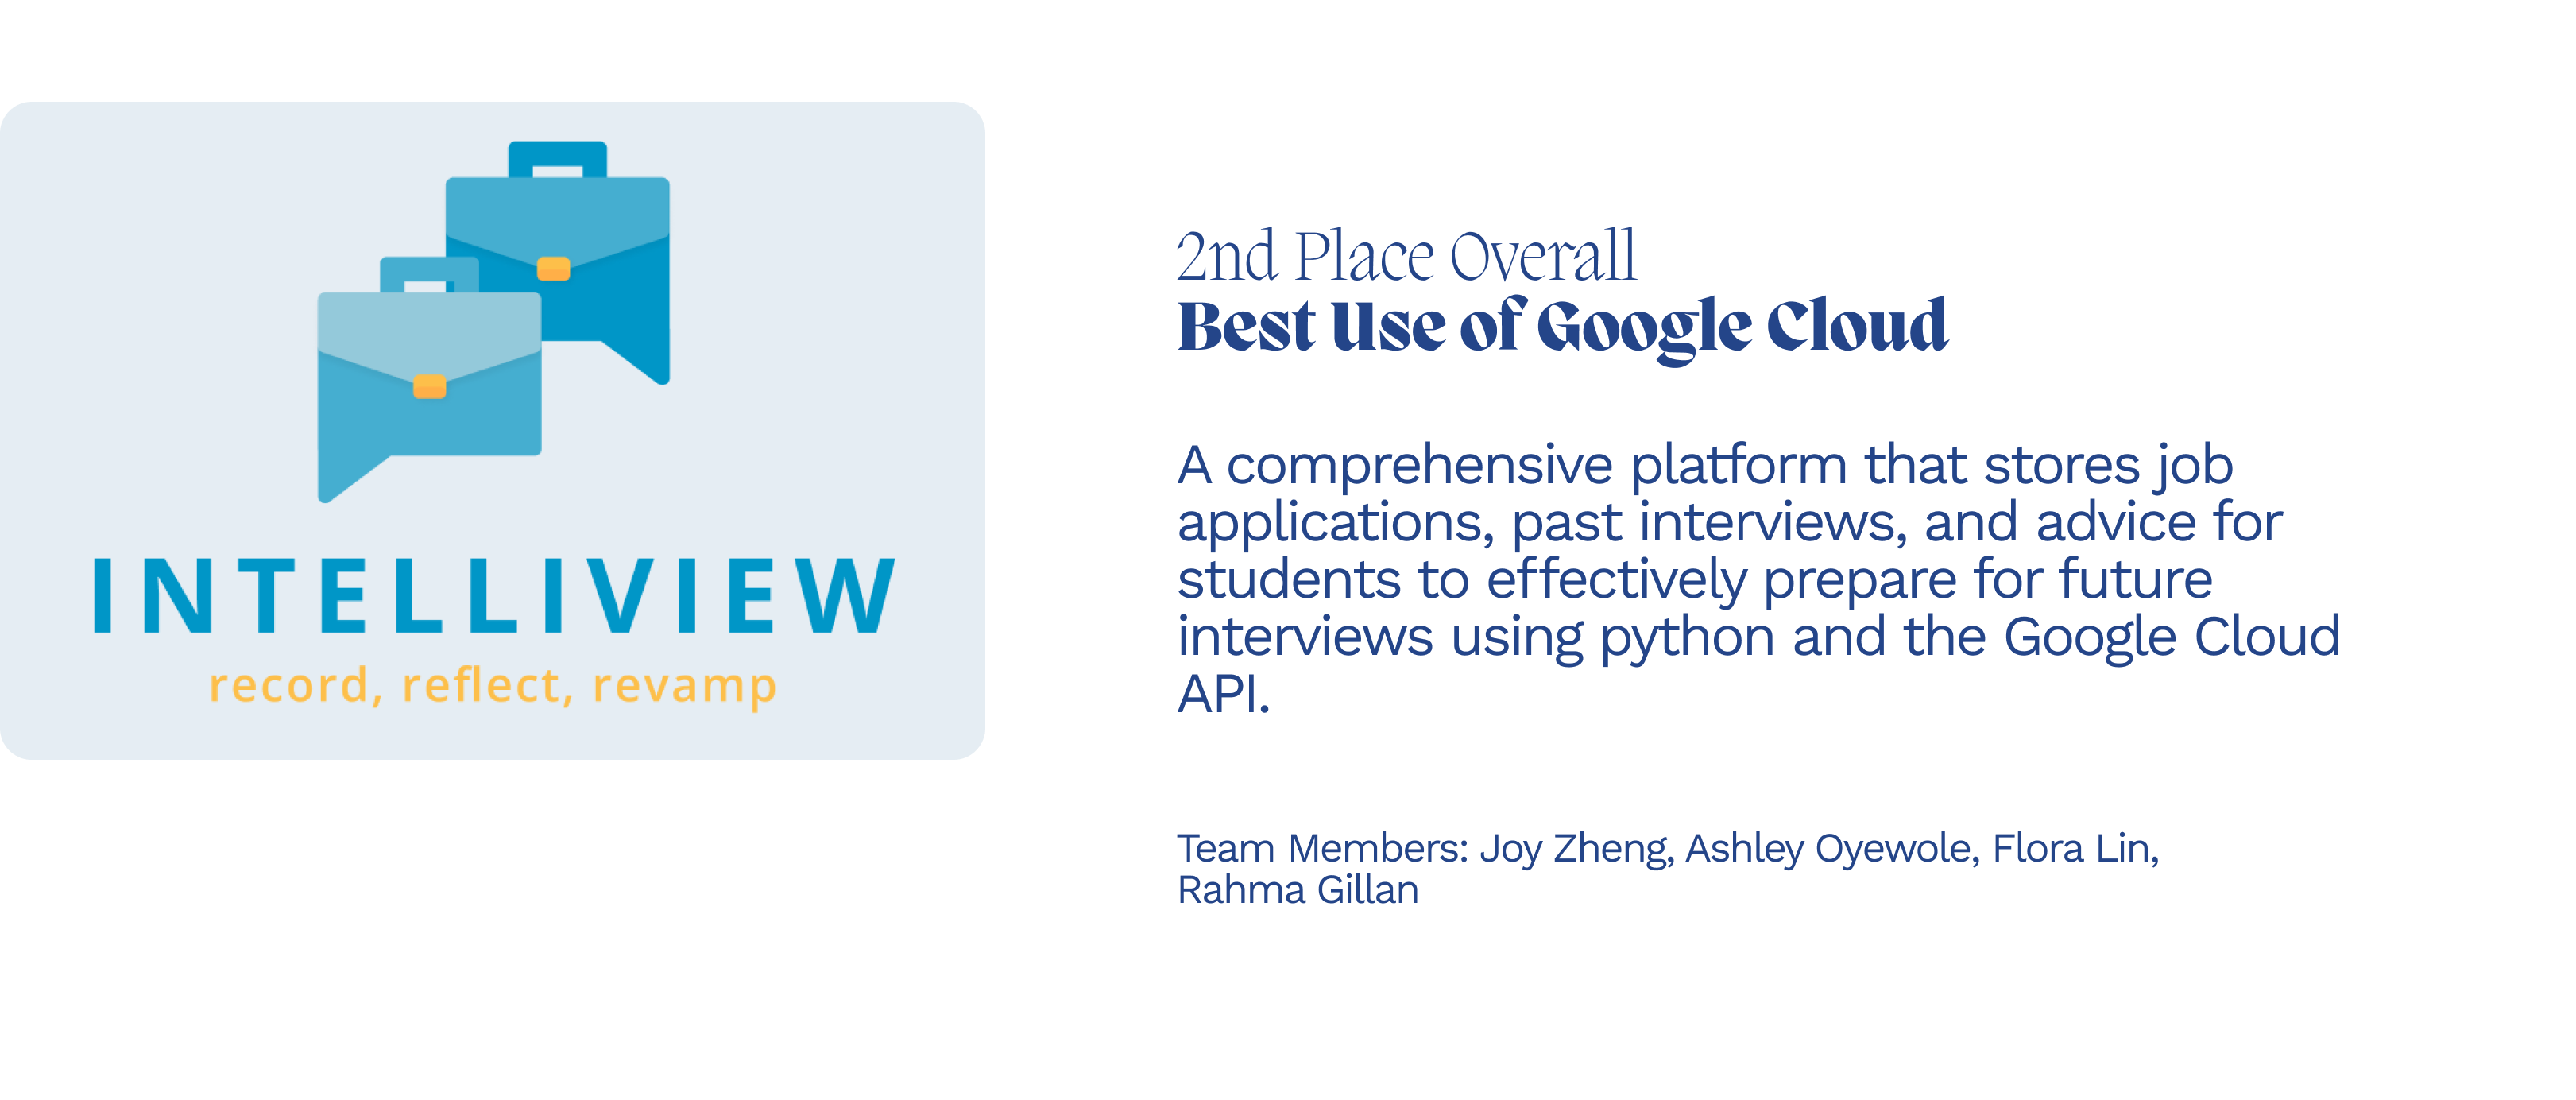 INTELLIVIEW
record, reflect, revamp
2nd Place Overall
Best Use of Google Cloud
A comprehensive platform that stores job
applications, past interviews, and advice for
students to effectively prepare for future
interviews using python and the Google Cloud
API.
Team Members: Joy Zheng, Ashley Oyewole, Flora Lin,
Rahma Gillan